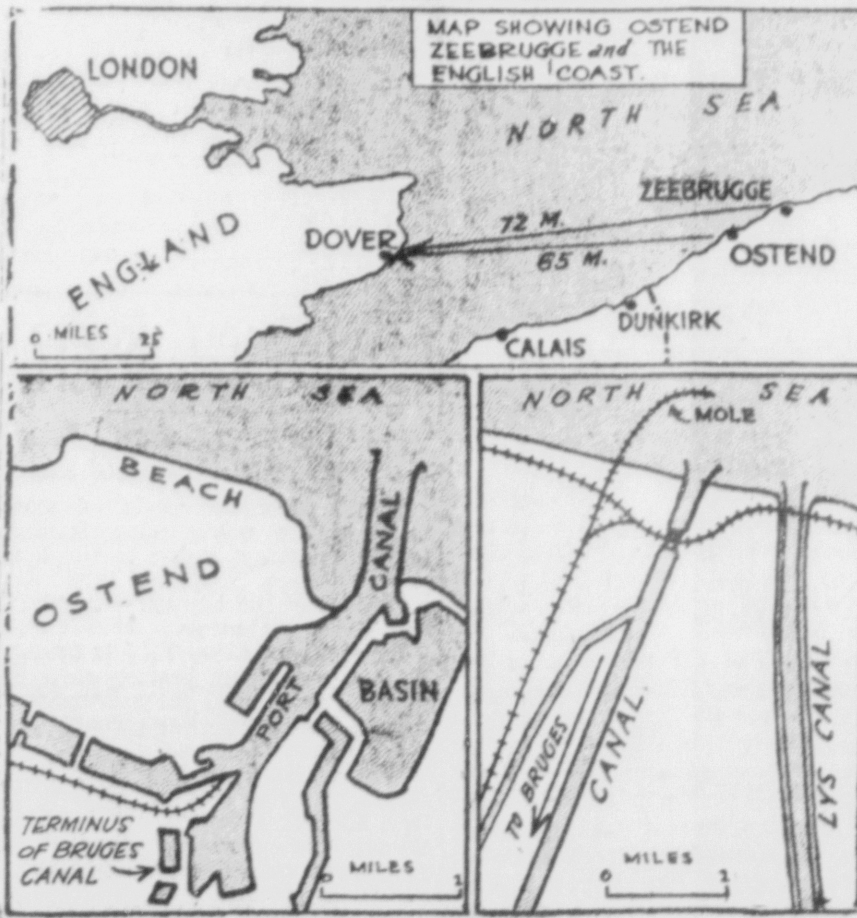 MAP SHOWING OSTEND
ZEEBRUGGE and THE
ENGLISH COAST.
LONDON
NORTH SEA
ZEEBRUGGE
72 M.
DOVER
65 M.
OSTEND
ENGLAND
DUNKIRK
CALAIS
0 MILES 25
NORTH SEA
BEACH
CANAL
OSTEND
BASIN
PORT
TERMINUS
OF BRUGES
CANAL
0 MILES 1
NORTH SEA
MOLE
CANAL
TO BRUGES
LYS CANAL
MILES
0 1